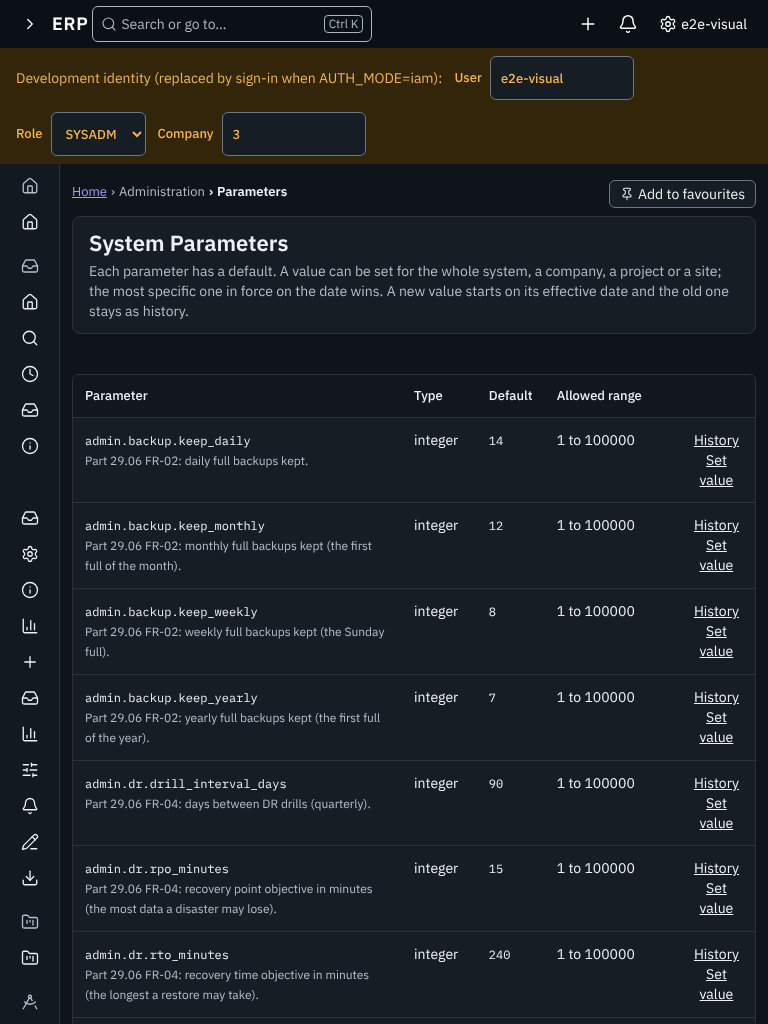 ERP
Search or go to...
Ctrl K
e2e-visual
Development identity (replaced by sign-in when AUTH_MODE=iam): User e2e-visual
Role SYSADM Company 3
Home › Administration › Parameters
Add to favourites
System Parameters
Each parameter has a default. A value can be set for the whole system, a company, a project or a site;
the most specific one in force on the date wins. A new value starts on its effective date and the old one
stays as history.
Parameter Type Default Allowed range
admin.backup.keep_daily integer 14 1 to 100000 History
Part 29.06 FR-02: daily full backups kept. Set
value
admin.backup.keep_monthly integer 12 1 to 100000 History
Part 29.06 FR-02: monthly full backups kept (the first Set
full of the month). value
admin.backup.keep_weekly integer 8 1 to 100000 History
Part 29.06 FR-02: weekly full backups kept (the Sunday Set
full). value
admin.backup.keep_yearly integer 7 1 to 100000 History
Part 29.06 FR-02: yearly full backups kept (the first full Set
of the year). value
admin.dr.drill_interval_days integer 90 1 to 100000 History
Part 29.06 FR-04: days between DR drills (quarterly). Set
value
admin.dr.rpo_minutes integer 15 1 to 100000 History
Part 29.06 FR-04: recovery point objective in minutes Set
(the most data a disaster may lose). value
admin.dr.rto_minutes integer 240 1 to 100000 History
Part 29.06 FR-04: recovery time objective in minutes Set
(the longest a restore may take). value